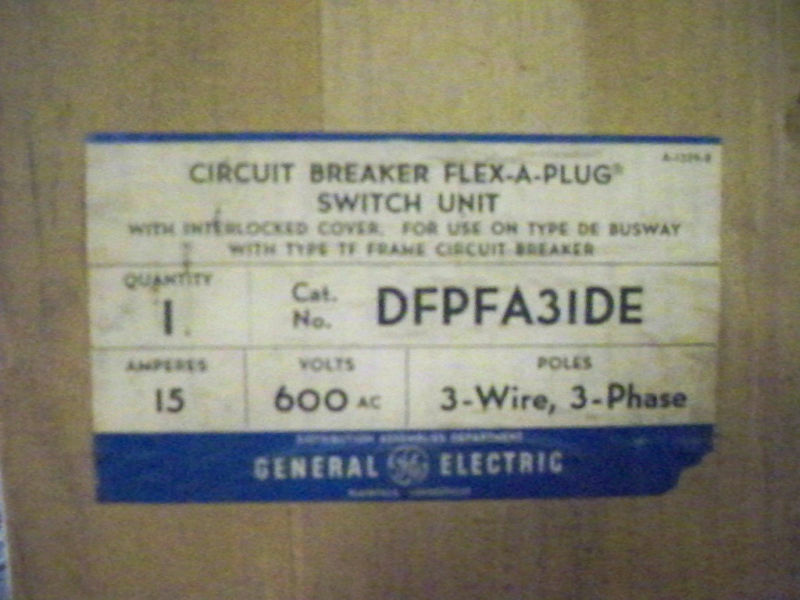 CIRCUIT BREAKER FLEX-A-PLUG®
SWITCH UNIT
WITH INTERLOCKED COVER. FOR USE ON TYPE DE BUSWAY
WITH TYPE TF FRAME CIRCUIT BREAKER
QUANTITY
1
Cat. No.
DFPFA31DE
AMPERES
15
VOLTS
600 AC
POLES
3-Wire, 3-Phase
DISTRIBUTION ASSEMBLIES DEPARTMENT
GENERAL GE ELECTRIC